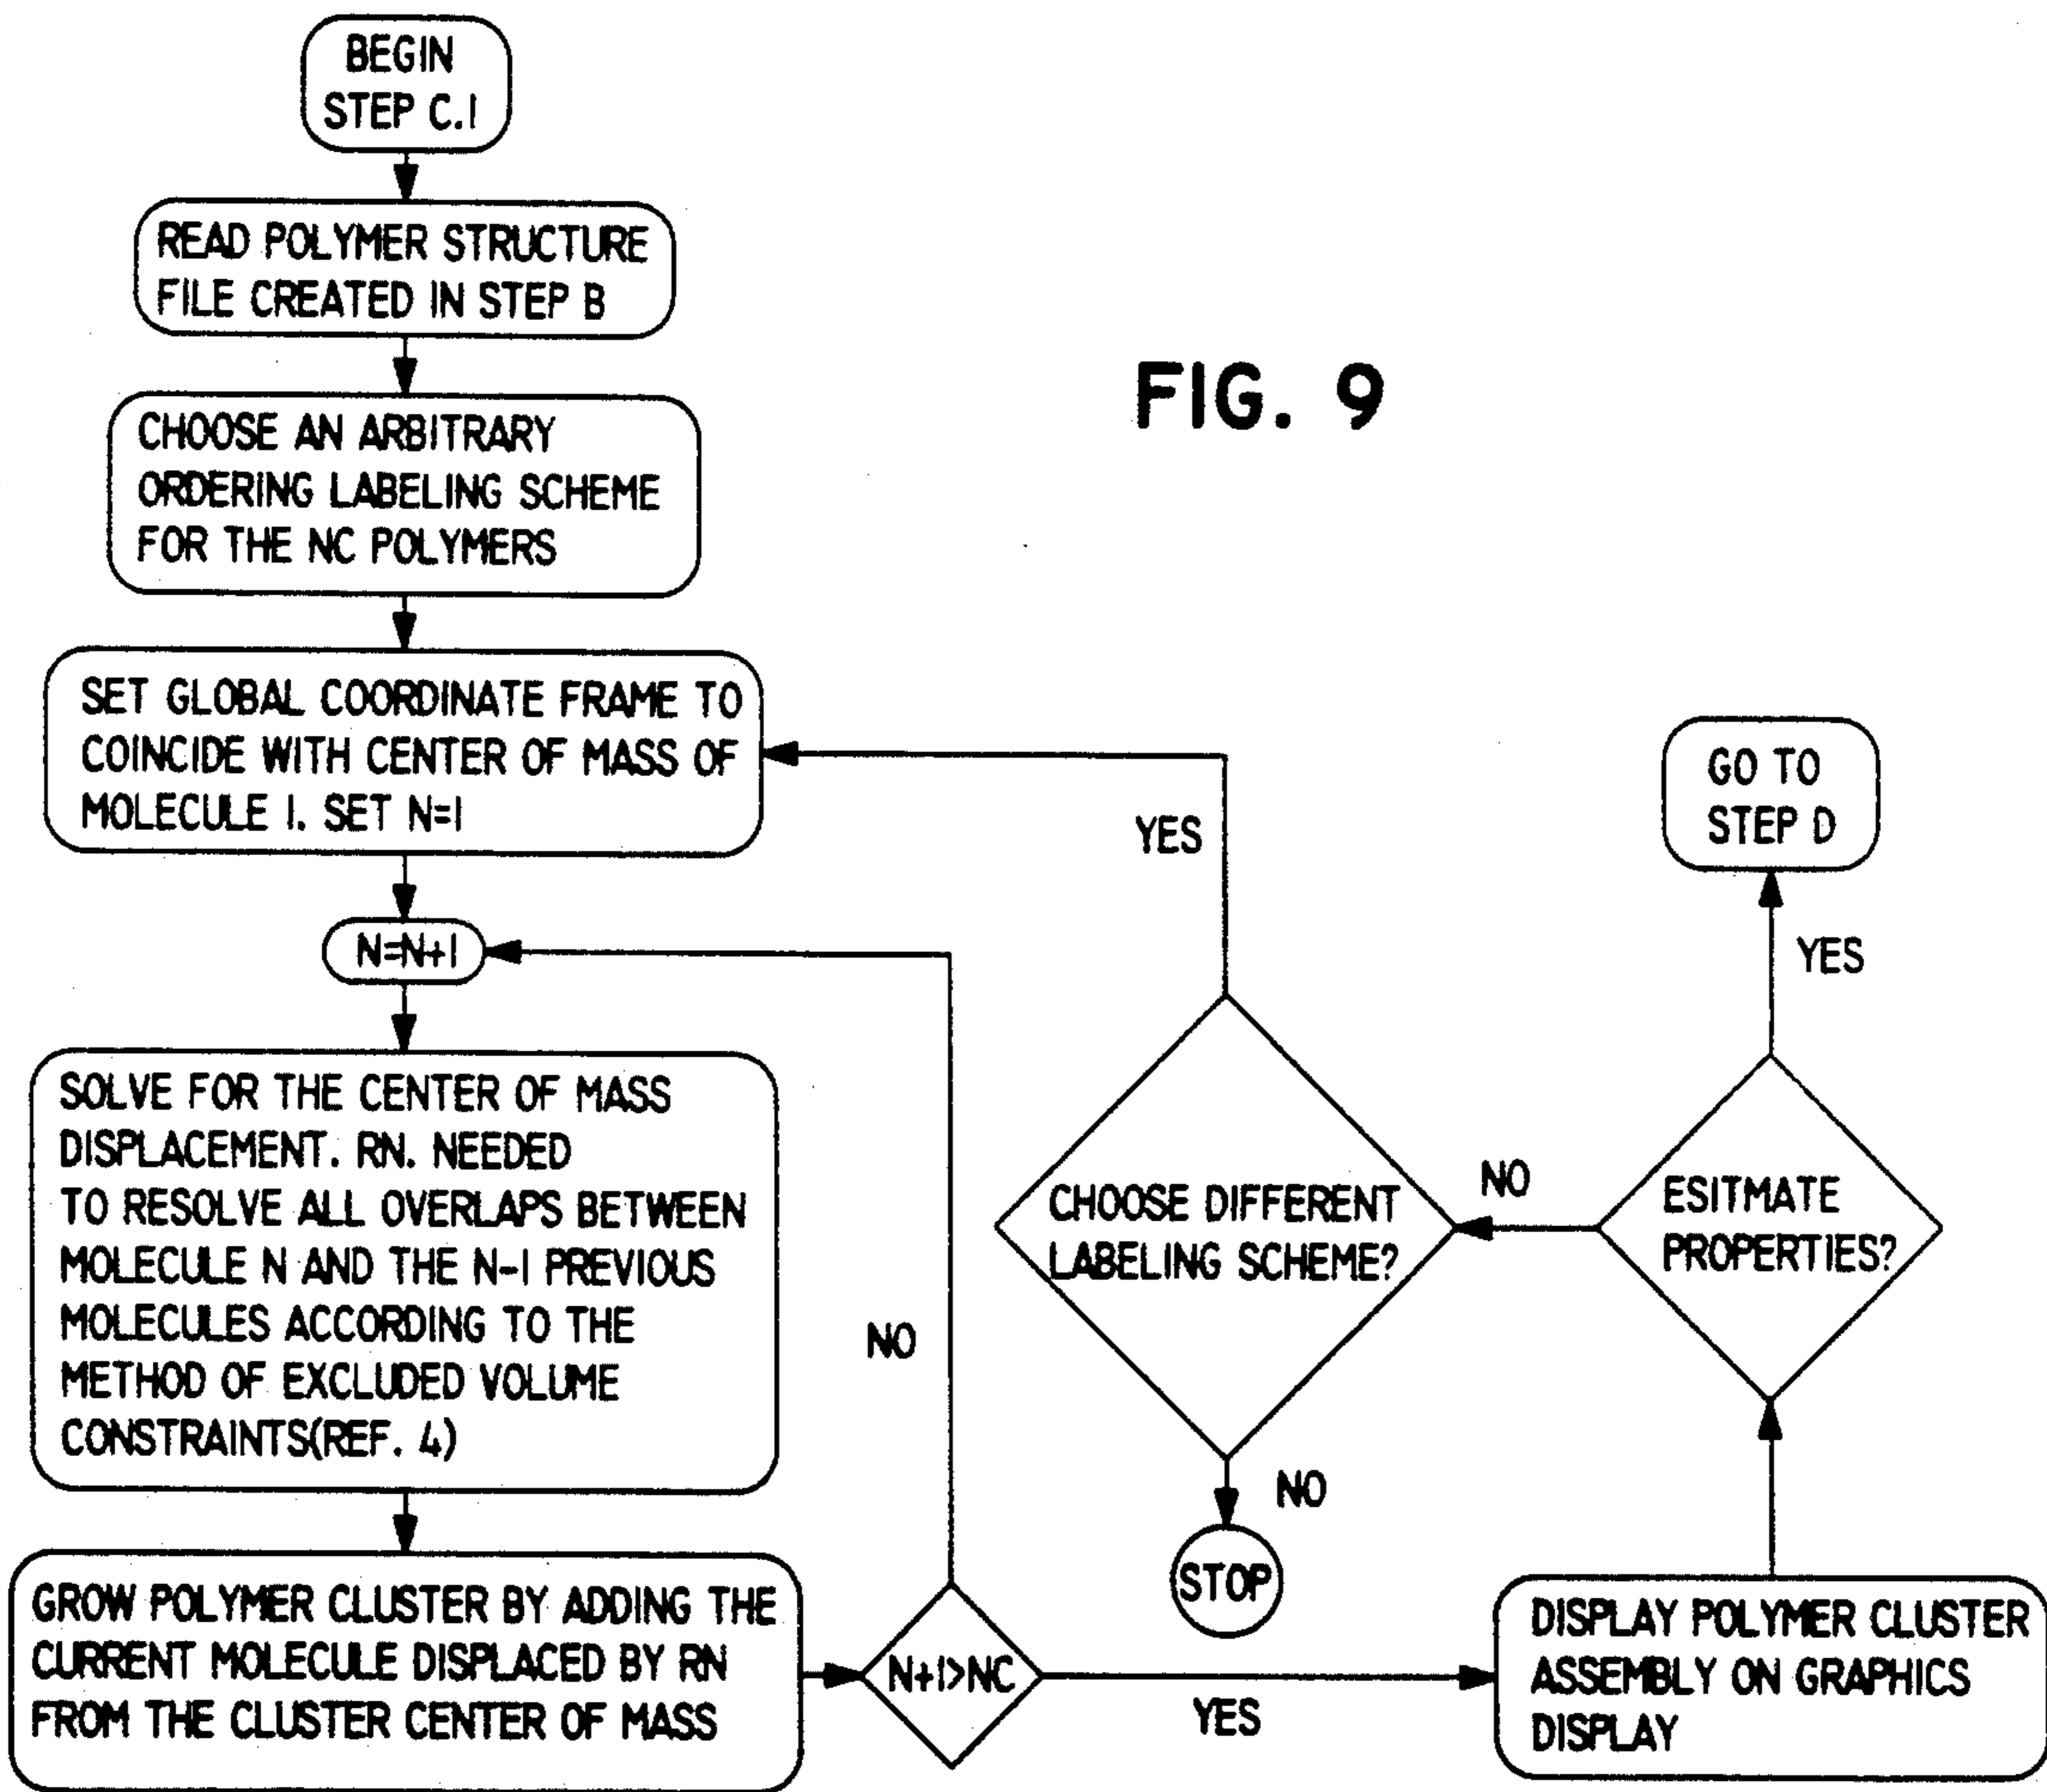 BEGIN
STEP C.1
READ POLYMER STRUCTURE
FILE CREATED IN STEP B
FIG. 9
CHOOSE AN ARBITRARY
ORDERING LABELING SCHEME
FOR THE NC POLYMERS
SET GLOBAL COORDINATE FRAME TO
COINCIDE WITH CENTER OF MASS OF
MOLECULE 1. SET N=1
N=N+1
SOLVE FOR THE CENTER OF MASS
DISPLACEMENT. RN. NEEDED
TO RESOLVE ALL OVERLAPS BETWEEN
MOLECULE N AND THE N-1 PREVIOUS
MOLECULES ACCORDING TO THE
METHOD OF EXCLUDED VOLUME
CONSTRAINTS(REF. 4)
GROW POLYMER CLUSTER BY ADDING THE
CURRENT MOLECULE DISPLACED BY RN
FROM THE CLUSTER CENTER OF MASS
N+1>NC
NO
YES
DISPLAY POLYMER CLUSTER
ASSEMBLY ON GRAPHICS
DISPLAY
ESITMATE
PROPERTIES?
YES
GO TO
STEP D
NO
CHOOSE DIFFERENT
LABELING SCHEME?
YES
NO
STOP